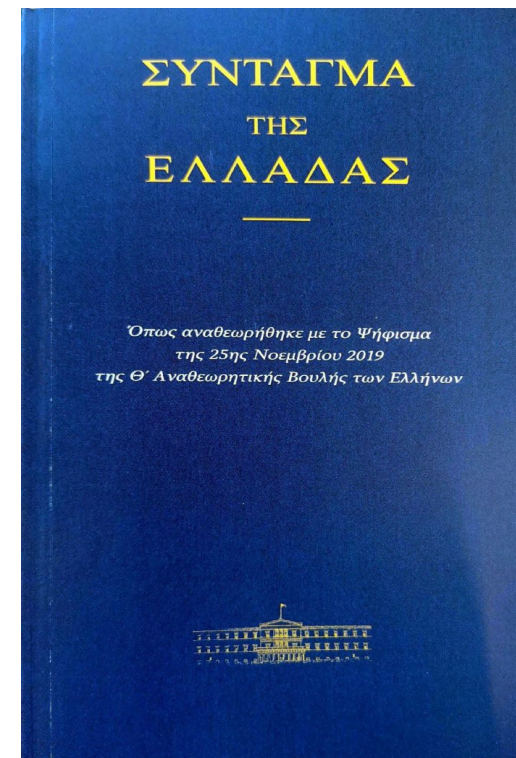 ΣΥΝΤΑΓΜΑ
ΤΗΣ
ΕΛΛΑΔΑΣ
Όπως αναθεωρήθηκε με το Ψήφισμα
της 25ης Νοεμβρίου 2019
της Θ΄ Αναθεωρητικής Βουλής των Ελλήνων